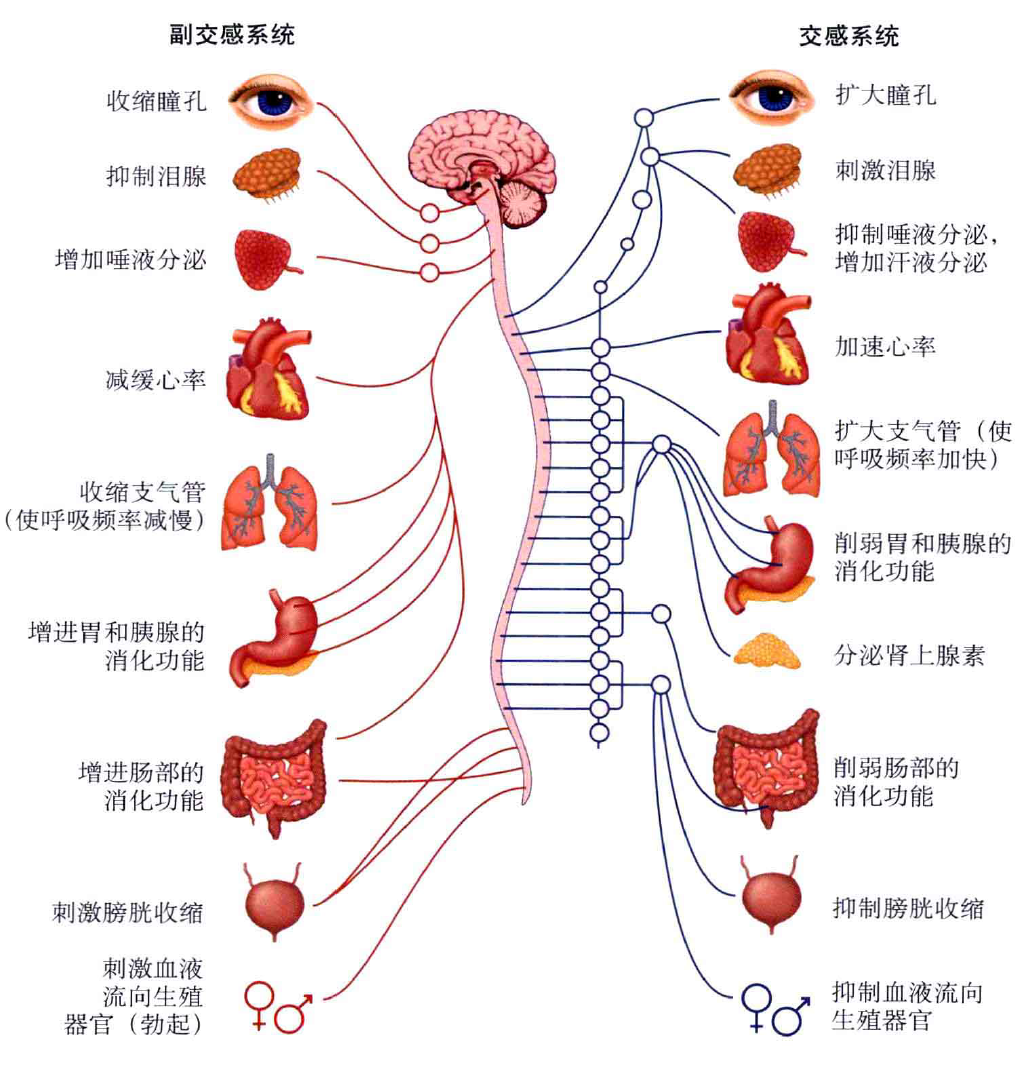 副交感系统
收缩瞳孔
抑制泪腺
增加唾液分泌
减缓心率
收缩支气管
（使呼吸频率减慢）
增进胃和胰腺的
消化功能
增进肠部的
消化功能
刺激膀胱收缩
刺激血液
流向生殖
器官（勃起）
交感系统
扩大瞳孔
刺激泪腺
抑制唾液分泌，
增加汗液分泌
加速心率
扩大支气管（使
呼吸频率加快）
削弱胃和胰腺的
消化功能
分泌肾上腺素
削弱肠部的
消化功能
抑制膀胱收缩
抑制血液流向
生殖器官